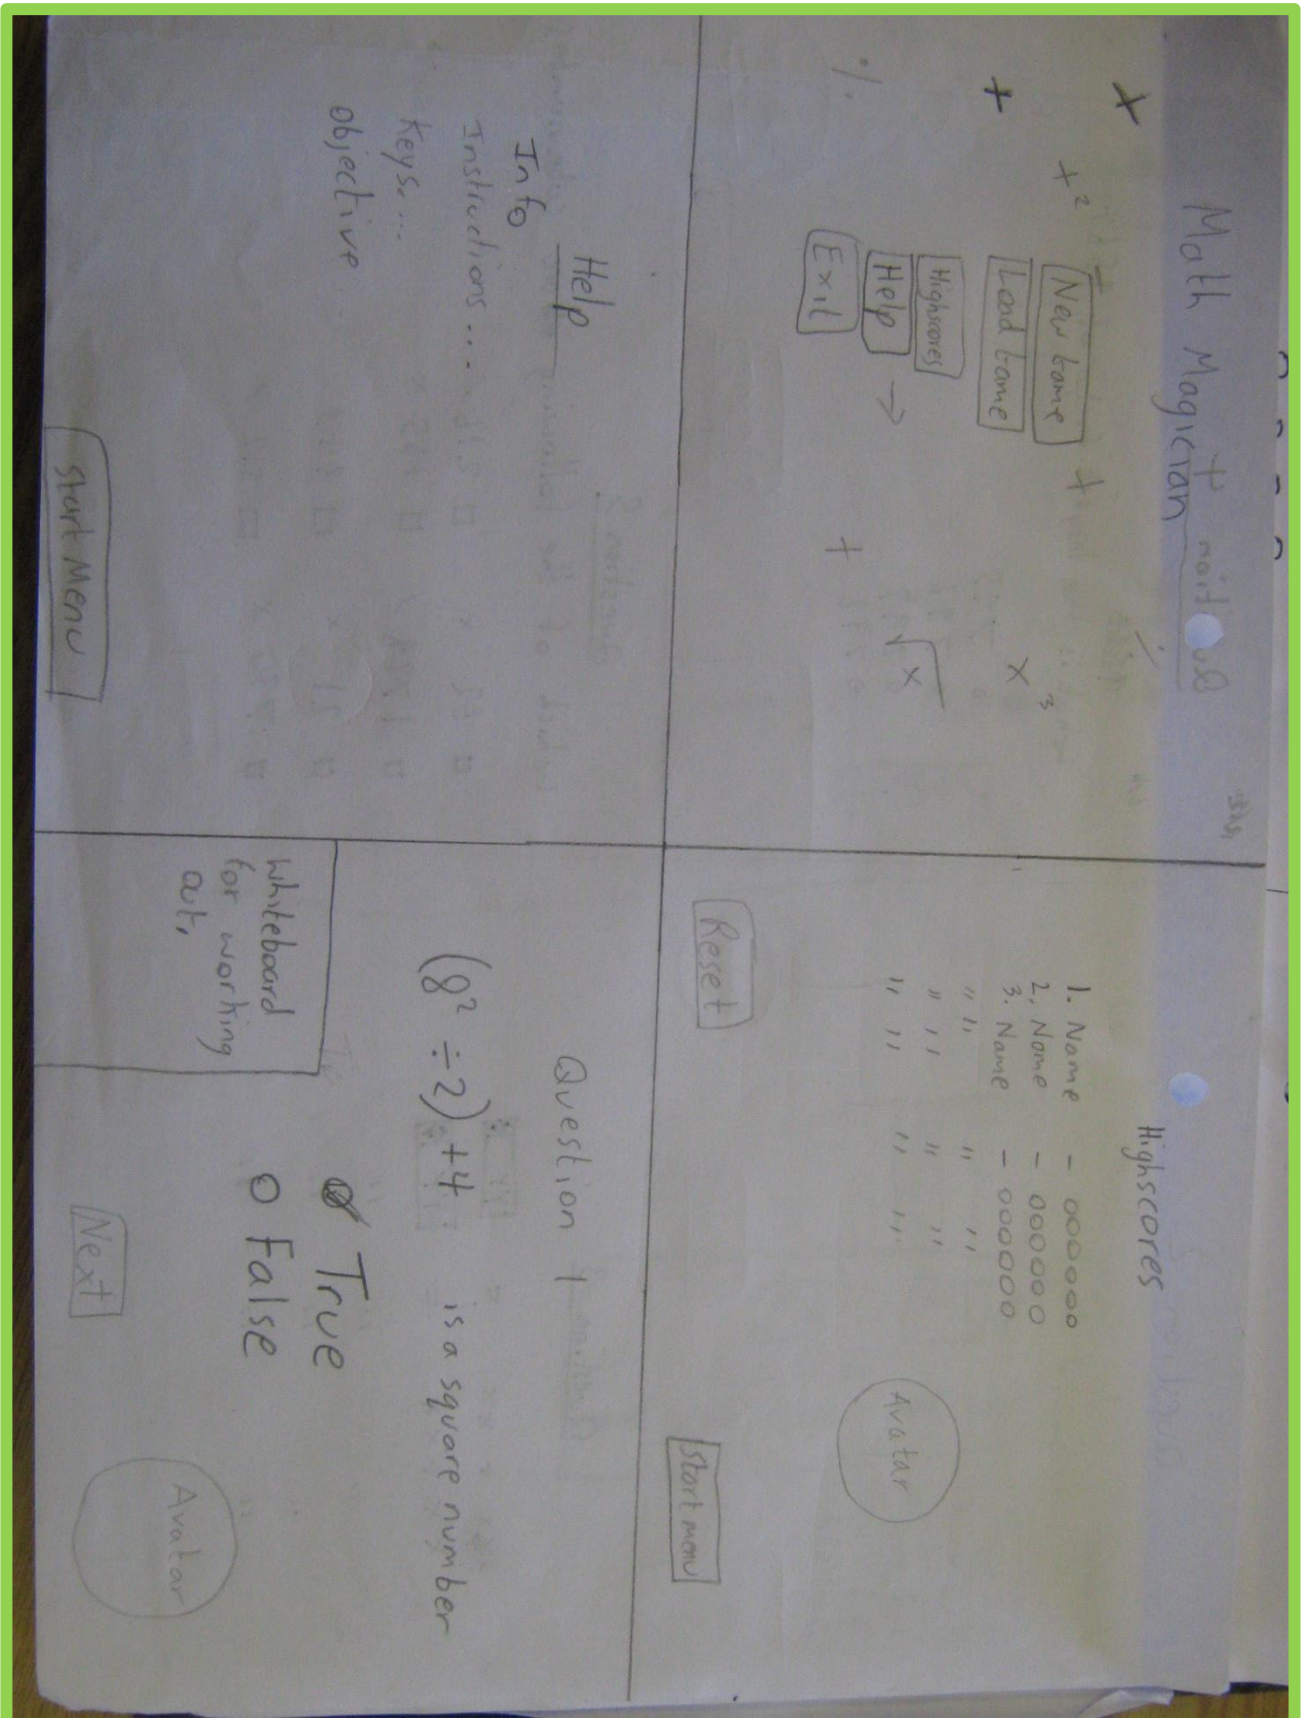 Math Magician
+
x
+²
+
New Game
Load Game
Highscores
Help
Exit
+
x³
√x
+
%
Highscores
1. Name - 000000
2. Name - 000000
3. Name - 000000
" " " "
" " " "
" " " "
Avatar
Reset
Start menu
Help
Info
Instructions...
Keys....
objective
Start Menu
Question 1
(8² ÷ 2) + 4 is a square number
True
False
Whiteboard
for working
out.
Next
Avatar